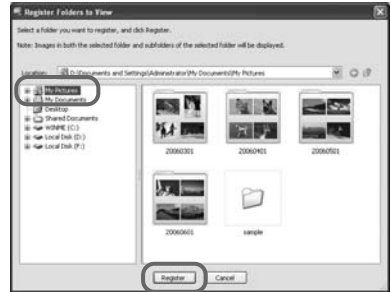 Register Folders to View
Select a folder you want to register, and click Register.
Note: Images in both the selected folder and subfolders of the selected folder will be displayed.
Location: D:\Documents and Settings\Administrator\My Documents\My Pictures
My Pictures
My Documents
Desktop
Shared Documents
WINME (C:)
Local Disk (D:)
Local Disk (F:)
20060301
20060401
20060501
20060601
sample
Register
Cancel